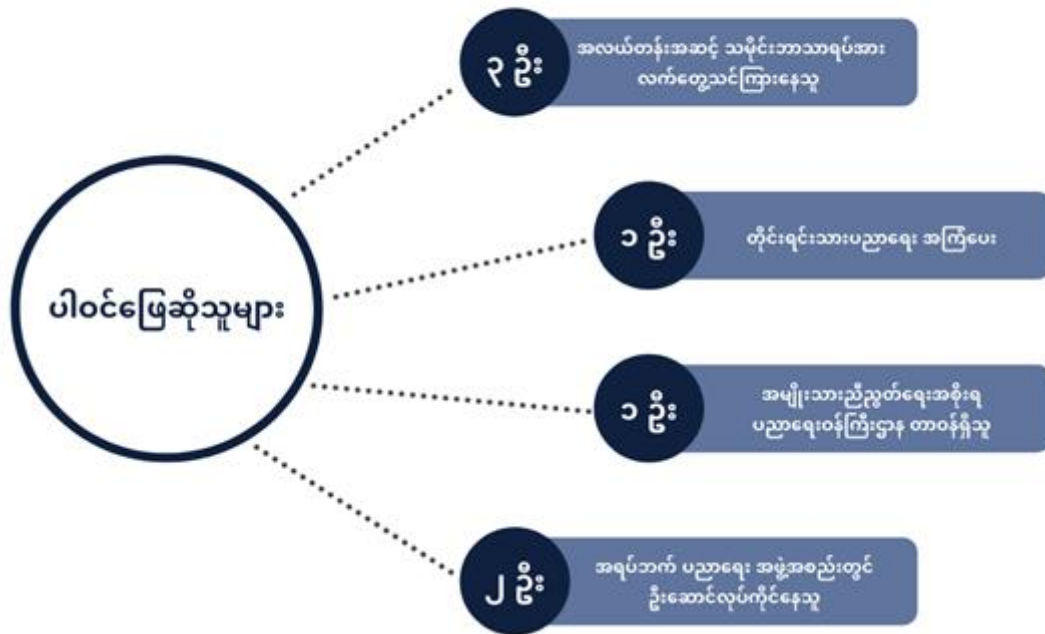 ပါဝင်ဖြေဆိုသူများ
၃ ဦး
အလယ်တန်းအဆင့် သမိုင်းဘာသာရပ်အား
လက်တွေ့သင်ကြားနေသူ
၁ ဦး
တိုင်းရင်းသားပညာရေး အကြံပေး
၁ ဦး
အမျိုးသားညီညွတ်ရေးအစိုးရ
ပညာရေးဝန်ကြီးဌာန တာဝန်ရှိသူ
၂ ဦး
အရပ်ဘက် ပညာရေး အဖွဲ့အစည်းတွင်
ဦးဆောင်လုပ်ကိုင်နေသူ